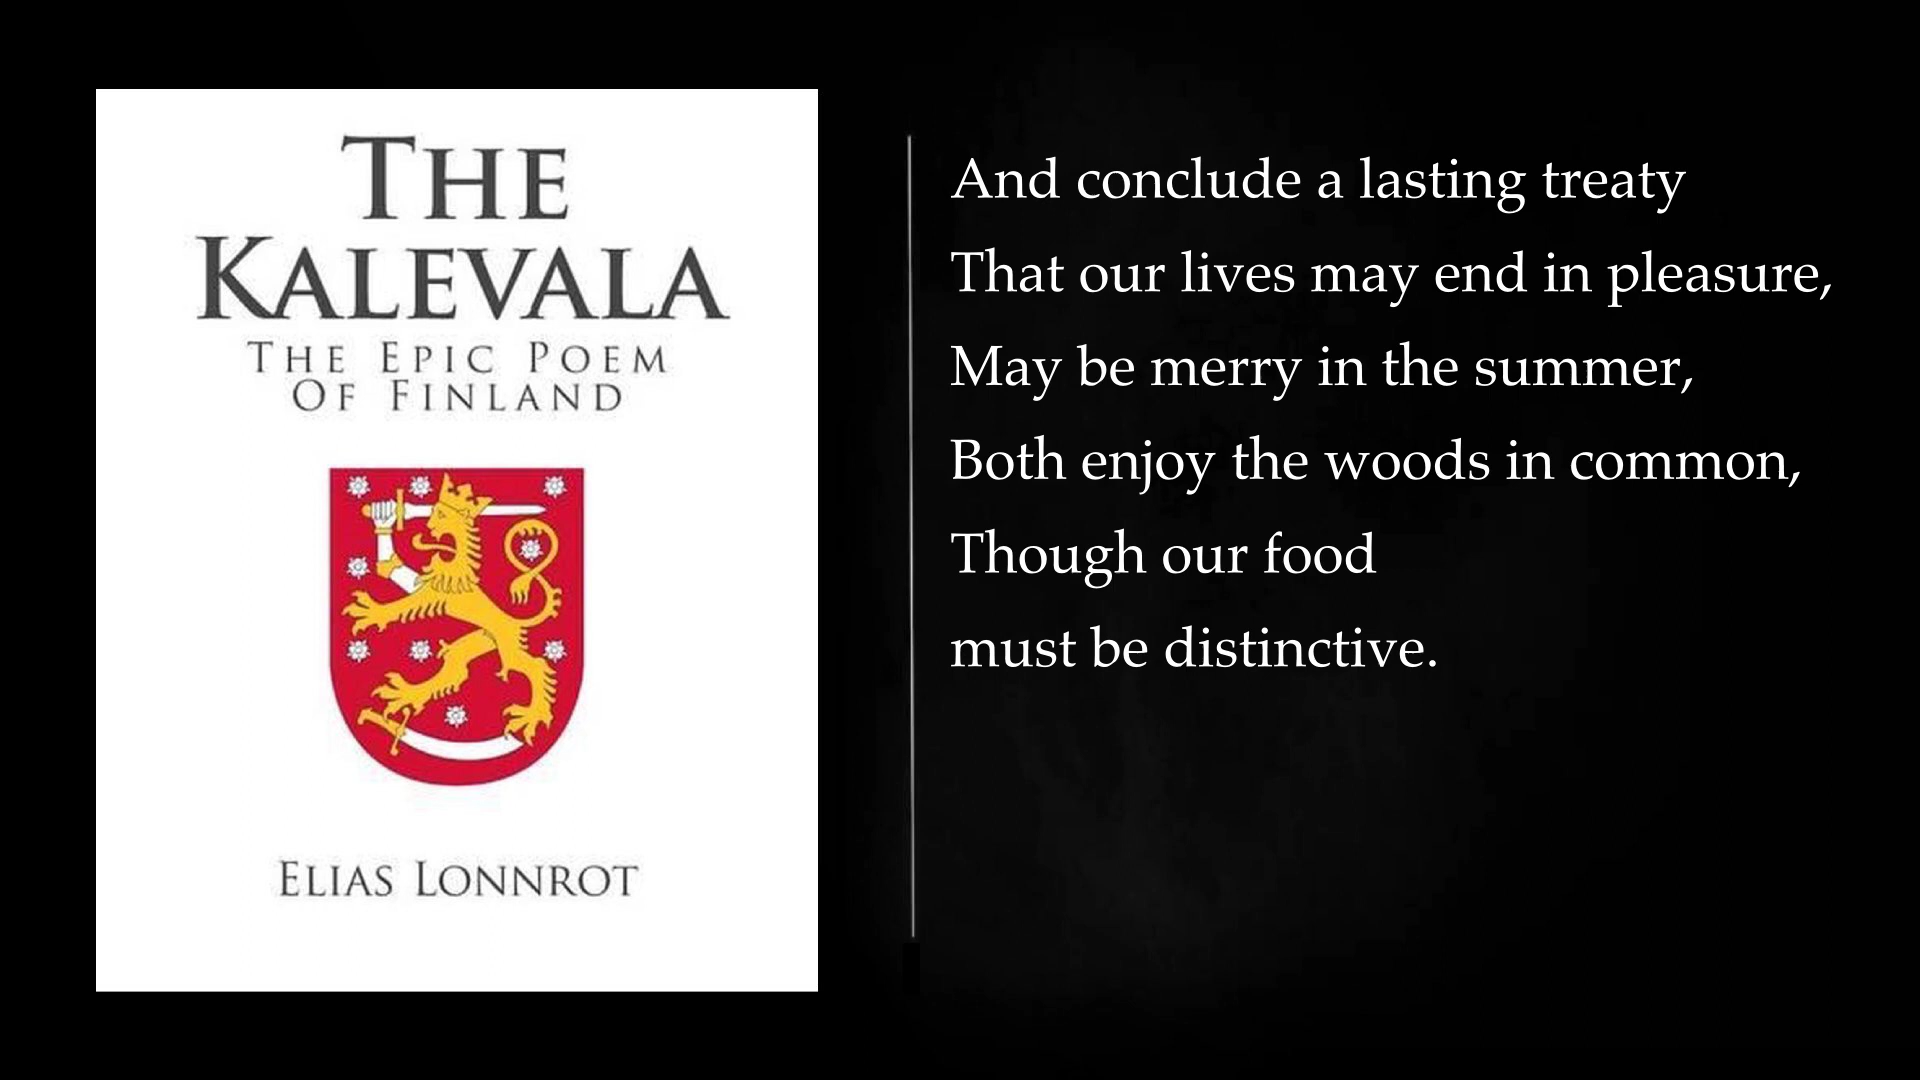 THE
KALEVALA
THE EPIC POEM
OF FINLAND
ELIAS LONNROT
And conclude a lasting treaty
That our lives may end in pleasure,
May be merry in the summer,
Both enjoy the woods in common,
Though our food
must be distinctive.